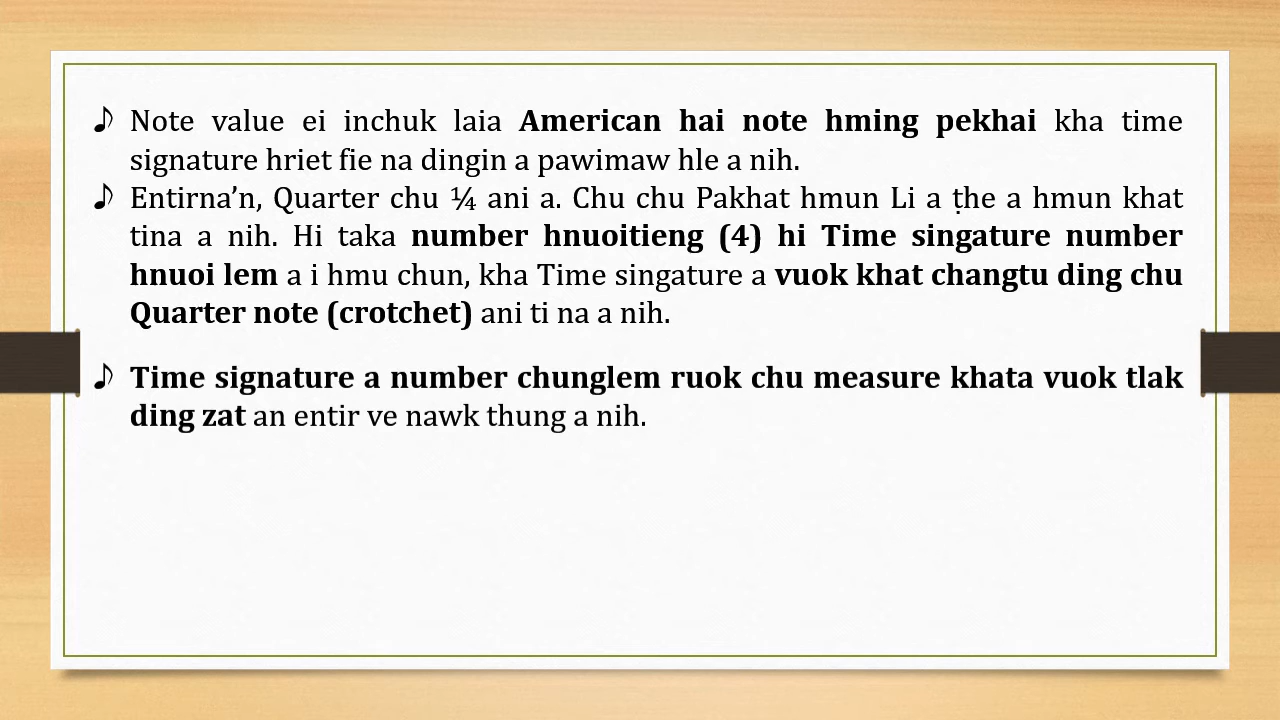 ♪ Note value ei inchuk laia American hai note hming pekhai kha time
signature hriet fie na dingin a pawimaw hle a nih.
♪ Entirna’n, Quarter chu ¼ ani a. Chu chu Pakhat hmun Li a ṭhe a hmun khat
tina a nih. Hi taka number hnuoitieng (4) hi Time singature number
hnuoi lem a i hmu chun, kha Time singature a vuok khat changtu ding chu
Quarter note (crotchet) ani ti na a nih.
♪ Time signature a number chunglem ruok chu measure khata vuok tlak
ding zat an entir ve nawk thung a nih.